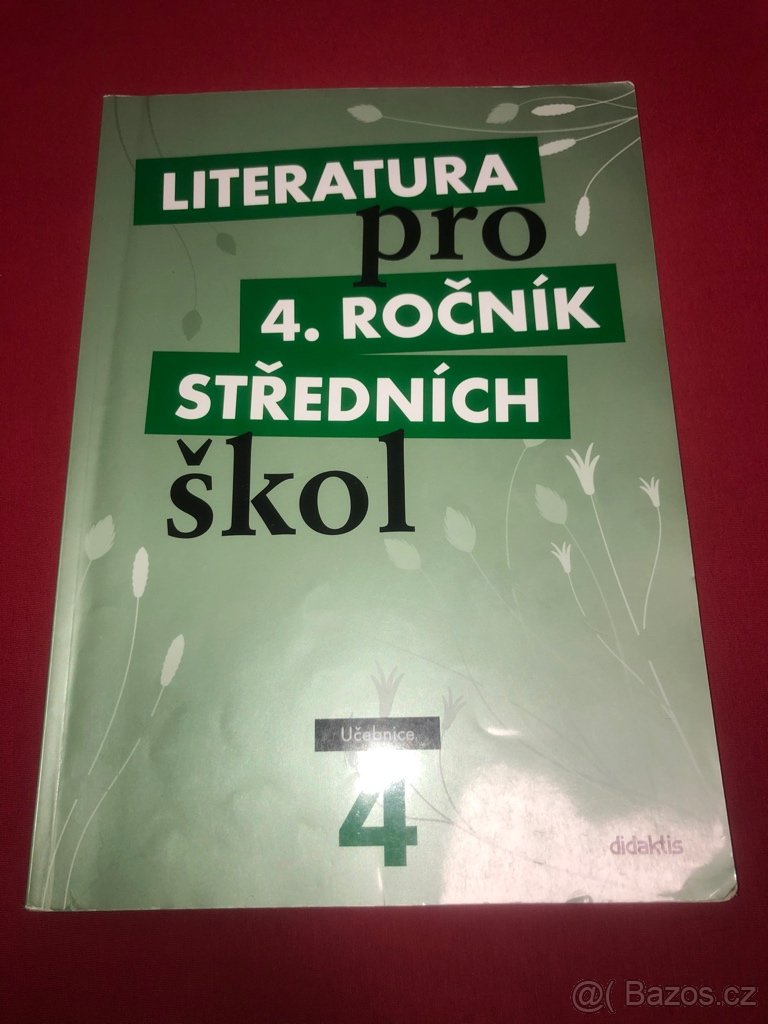 LITERATURA
pro
4. ROČNÍK
STŘEDNÍCH
škol
Učebnice
4
didaktis
@( Bazos.cz